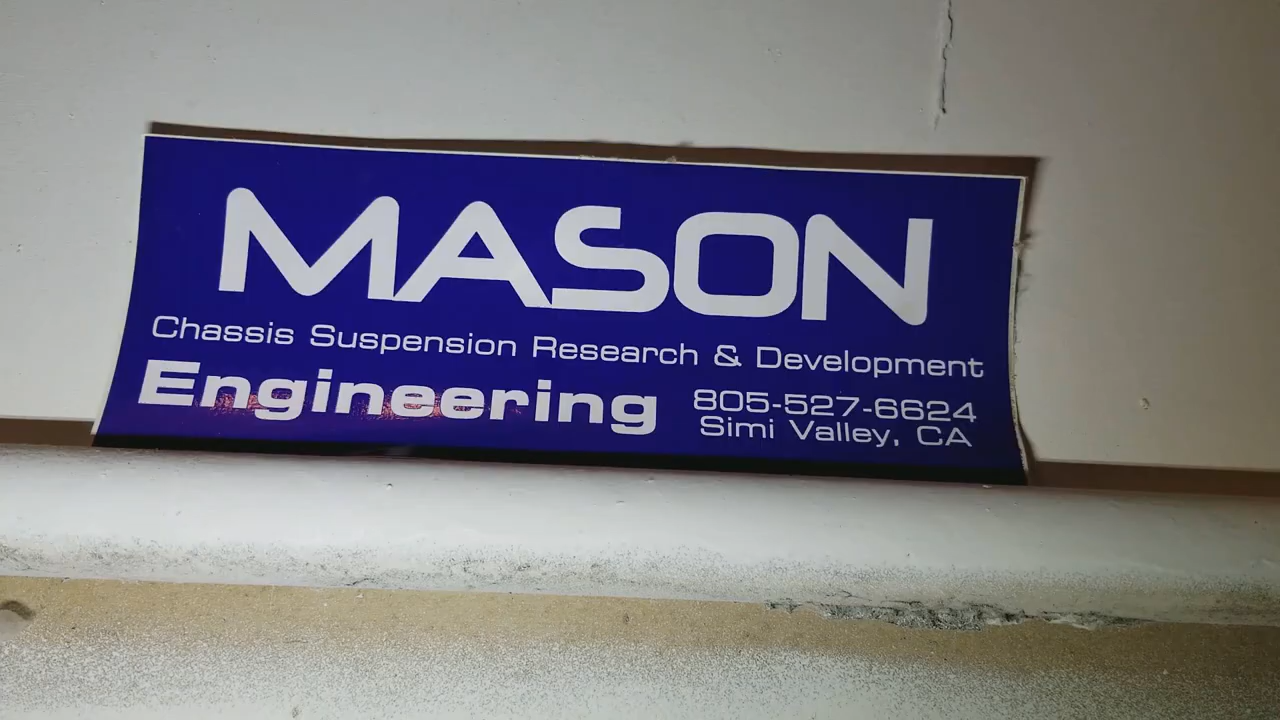 MASON
Chassis Suspension Research & Development
Engineering
805-527-6624
Simi Valley, CA